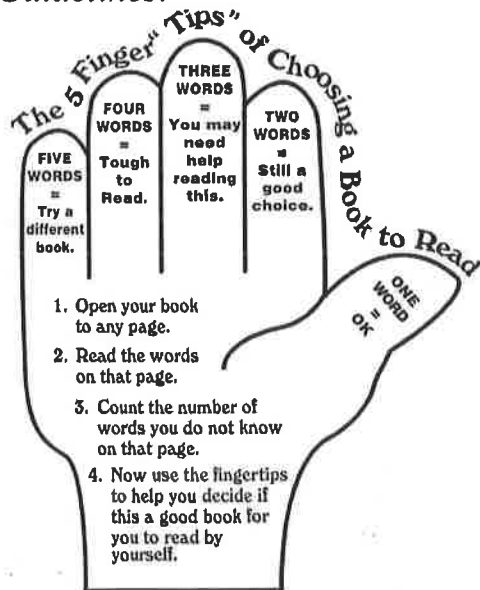 The 5 Finger "Tips" of Choosing a Book to Read
FIVE
WORDS
=
Try a
different
book.
FOUR
WORDS
=
Tough
to
Read.
THREE
WORDS
=
You may
need
help
reading
this.
TWO
WORDS
=
Still a
good
choice.
ONE
WORD
=
OK
1. Open your book
to any page.
2. Read the words
on that page.
3. Count the number of
words you do not know
on that page.
4. Now use the fingertips
to help you decide if
this a good book for
you to read by
yourself.